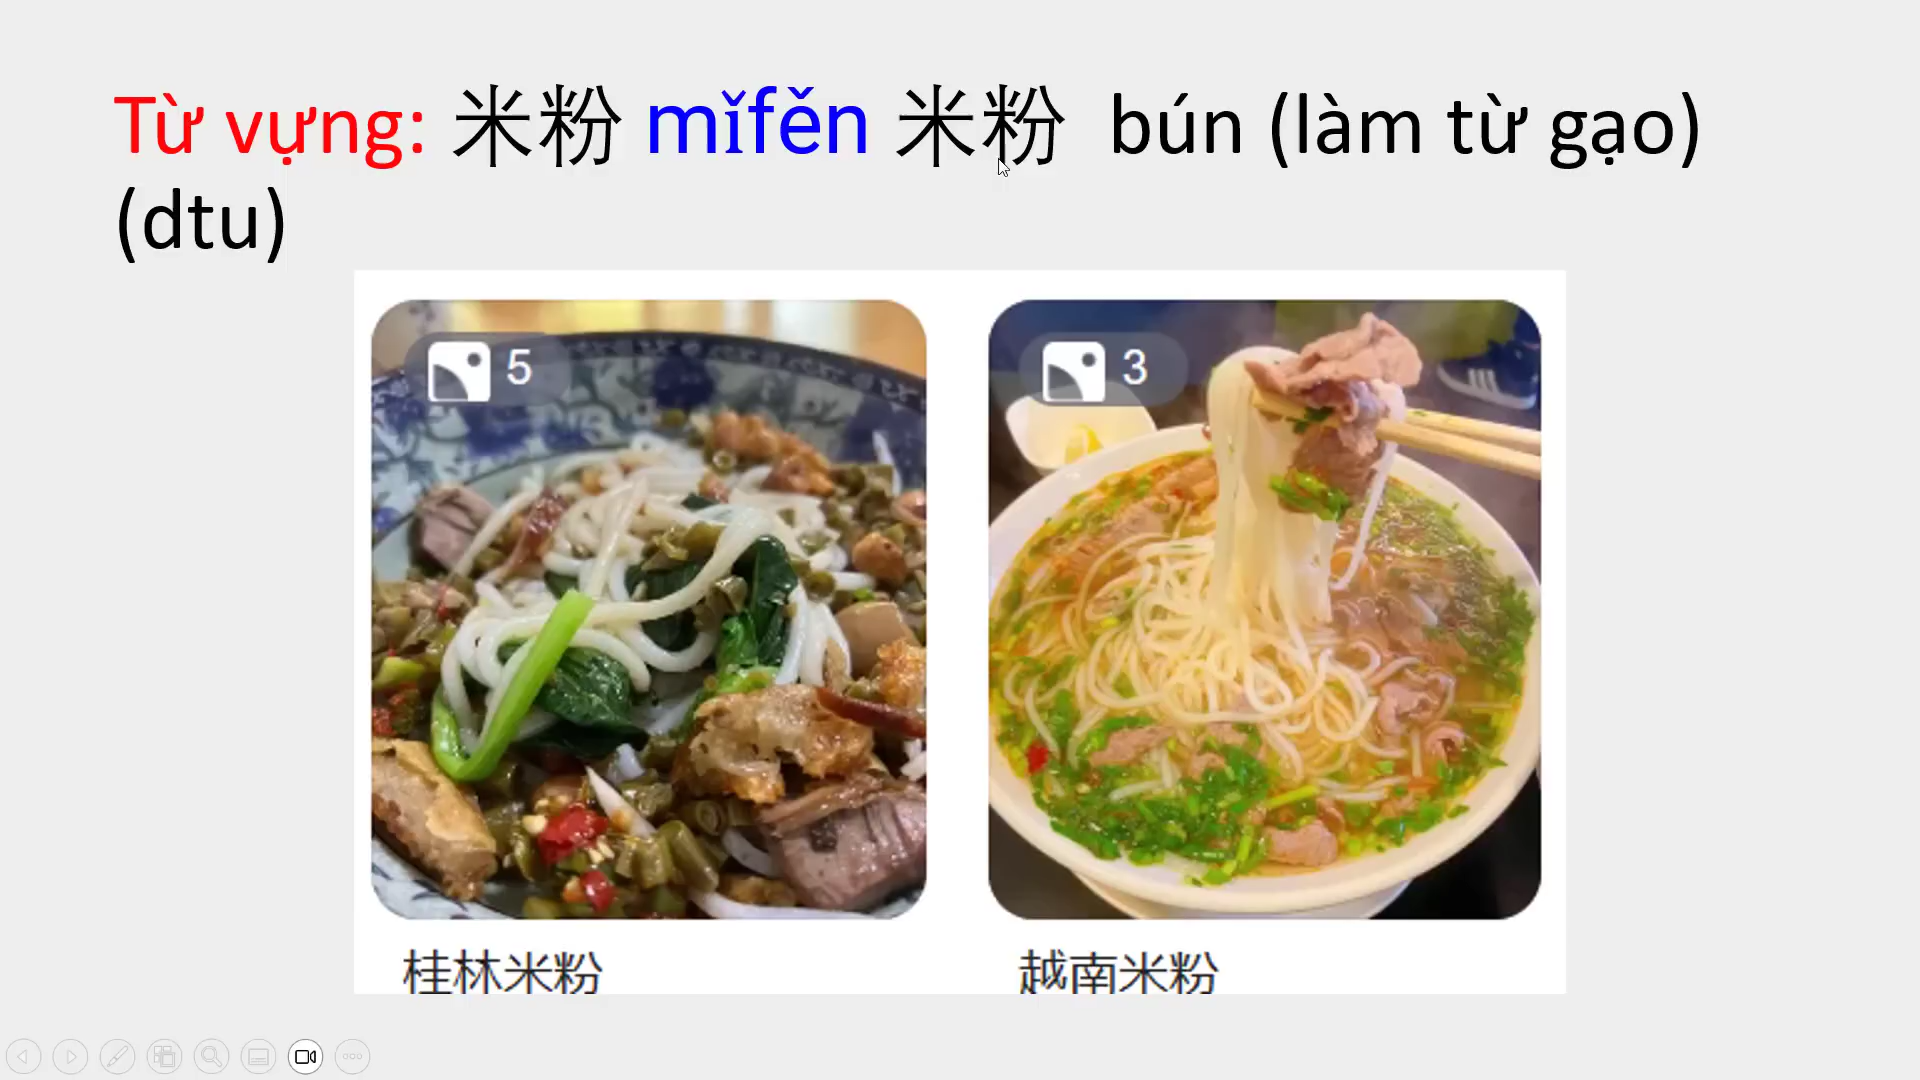 Từ vựng: 米粉 mǐfěn 米粉 bún (làm từ gạo)
(dtu)
5
3
桂林米粉
越南米粉